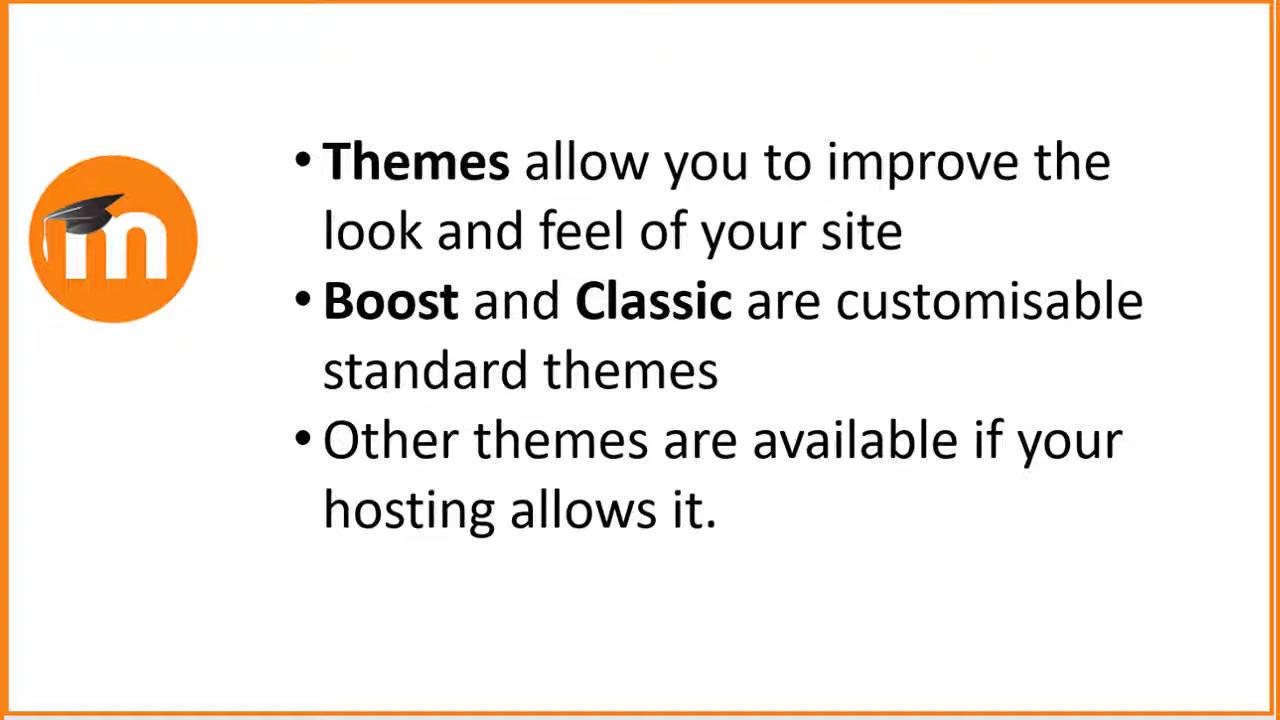 • Themes allow you to improve the
look and feel of your site
• Boost and Classic are customisable
standard themes
• Other themes are available if your
hosting allows it.
m